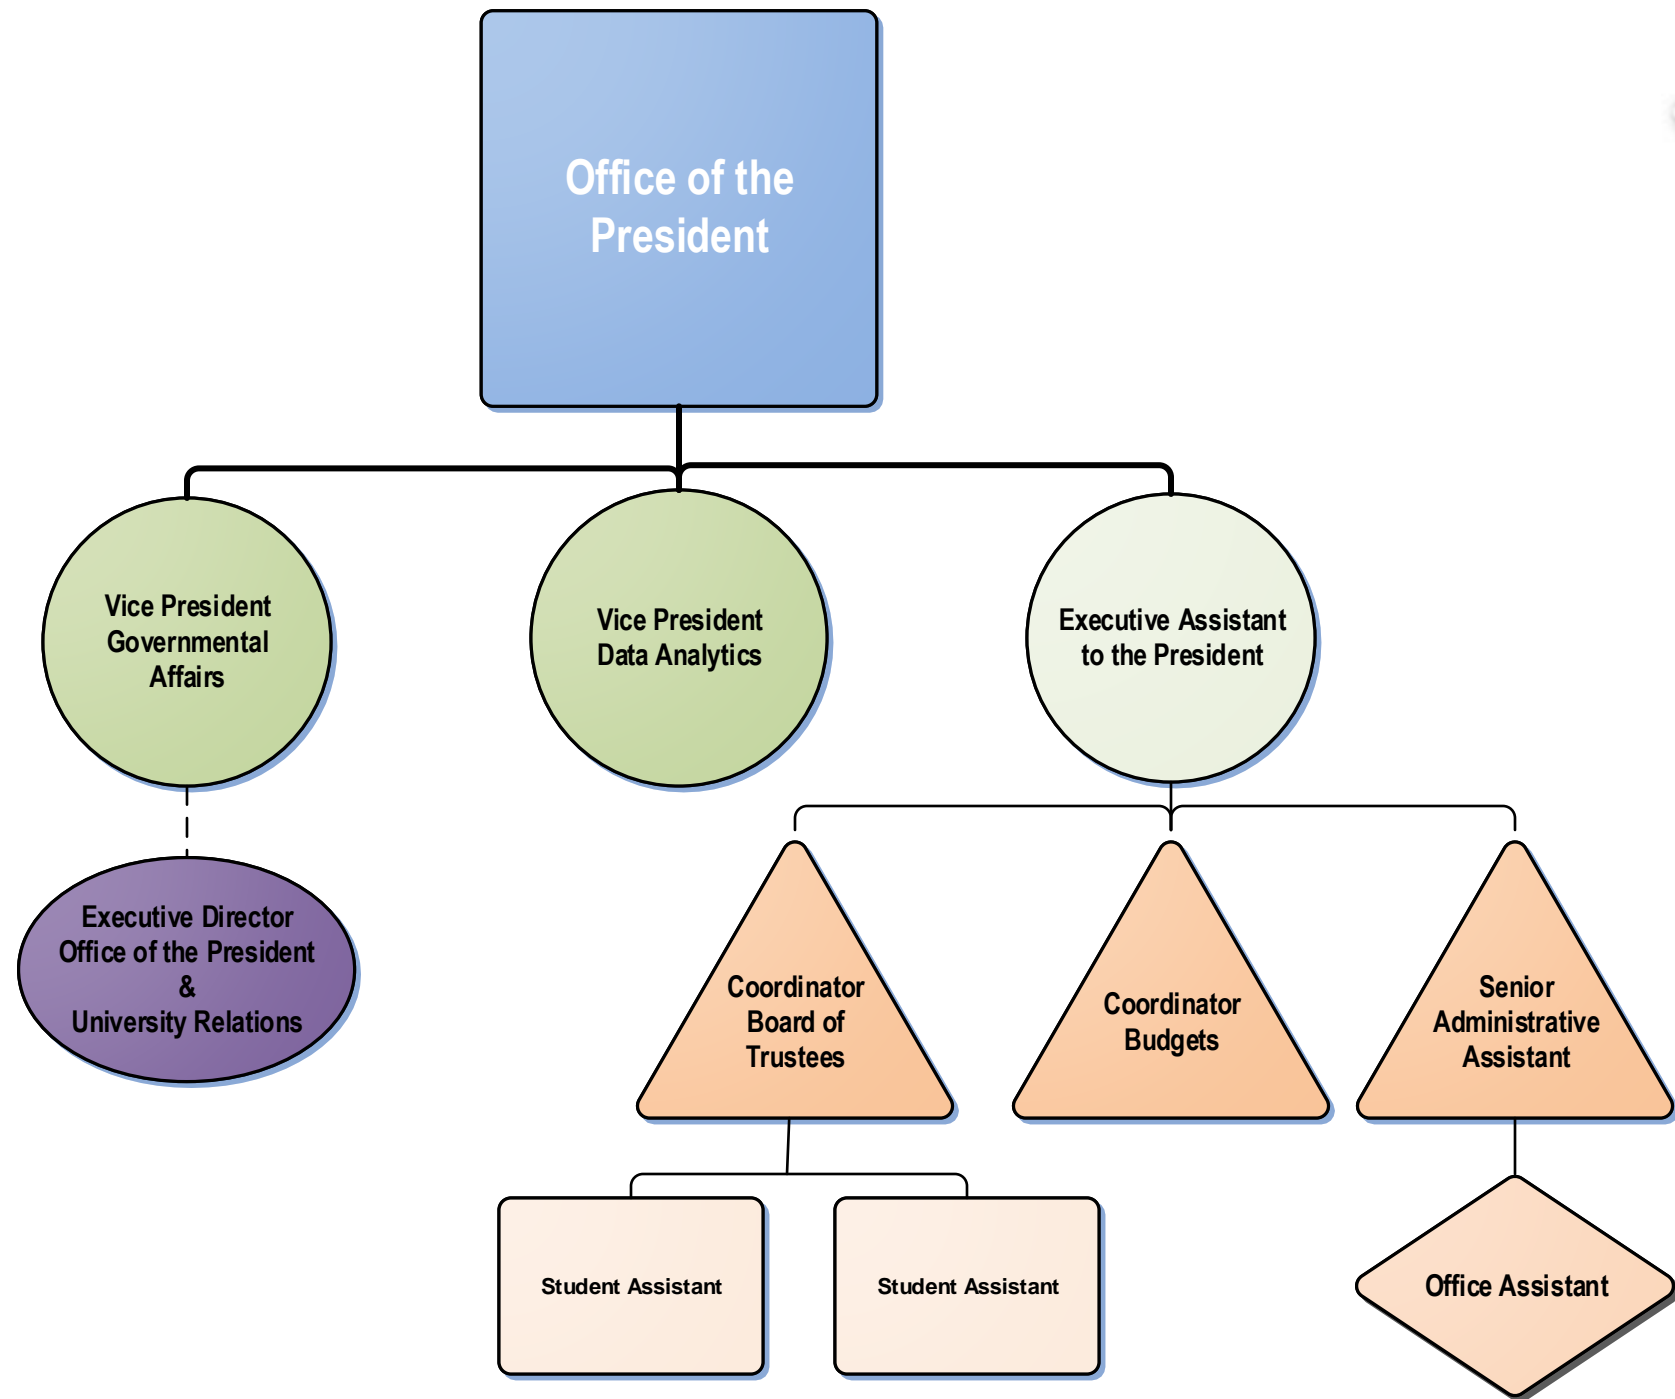 Office of the
President
Vice President
Governmental
Affairs
Vice President
Data Analytics
Executive Assistant
to the President
Executive Director
Office of the President
&
University Relations
Coordinator
Board of
Trustees
Coordinator
Budgets
Senior
Administrative
Assistant
Student Assistant
Student Assistant
Office Assistant